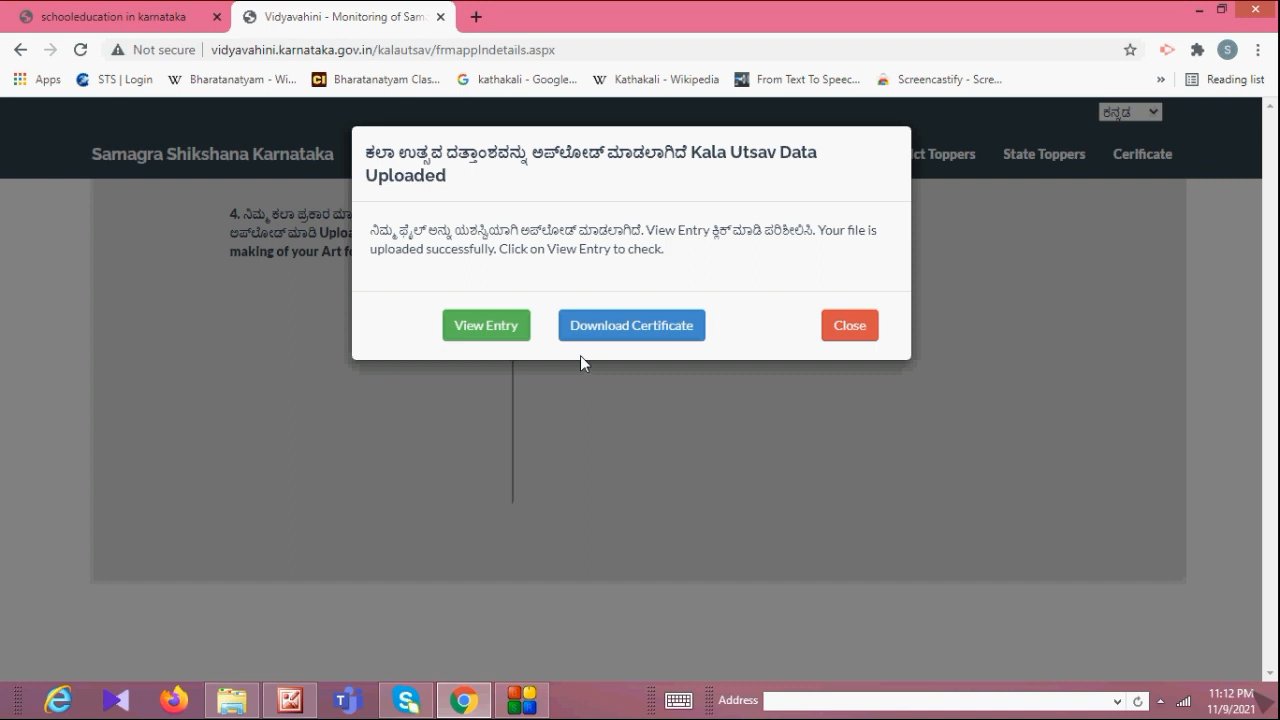 schooleducation in karnataka
Vidyavahini - Monitoring of Sam
Not secure | vidyavahini.karnataka.gov.in/kalautsav/frmapplndetails.aspx
Apps STS | Login Bharatanatyam - Wi... Bharatanatyam Clas... kathakali - Google... Kathakali - Wikipedia From Text To Speec... Screencastify - Scre... » Reading list
ಕನ್ನಡ
Samagra Shikshana Karnataka
ct Toppers State Toppers Cerificate
ಕಲಾ ಉತ್ಸವ ದತ್ತಾಂಶವನ್ನು ಅಪ್‌ಲೋಡ್ ಮಾಡಲಾಗಿದೆ Kala Utsav Data
Uploaded
4. ನಿಮ್ಮ ಕಲಾ ಪ್ರಕಾರ ದ
ಅಪ್‌ಲೋಡ್ ಮಾಡಿ Uploa
making of your Art fo
ನಿಮ್ಮ ಫೈಲ್ ಅನ್ನು ಯಶಸ್ವಿಯಾಗಿ ಅಪ್‌ಲೋಡ್ ಮಾಡಲಾಗಿದೆ. View Entry ಕ್ಲಿಕ್ ಮಾಡಿ ಪರಿಶೀಲಿಸಿ. Your file is
uploaded successfully. Click on View Entry to check.
View Entry Download Certificate Close
Address
11:12 PM
11/9/2021